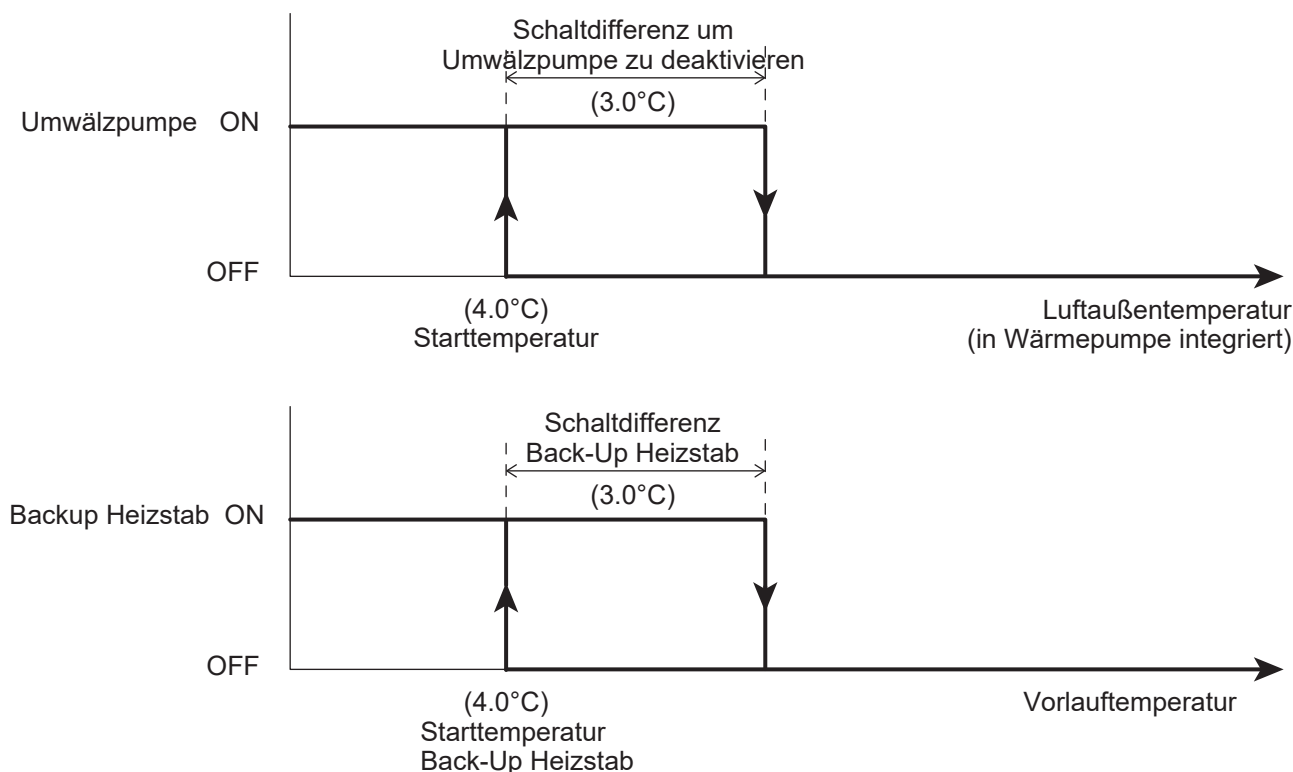 Schaltdifferenz um
Umwälzpumpe zu deaktivieren
(3.0°C)
Umwälzpumpe ON
OFF
(4.0°C)
Starttemperatur
Luftaußentemperatur
(in Wärmepumpe integriert)
Schaltdifferenz
Back-Up Heizstab
(3.0°C)
Backup Heizstab ON
OFF
(4.0°C)
Starttemperatur
Back-Up Heizstab
Vorlauftemperatur